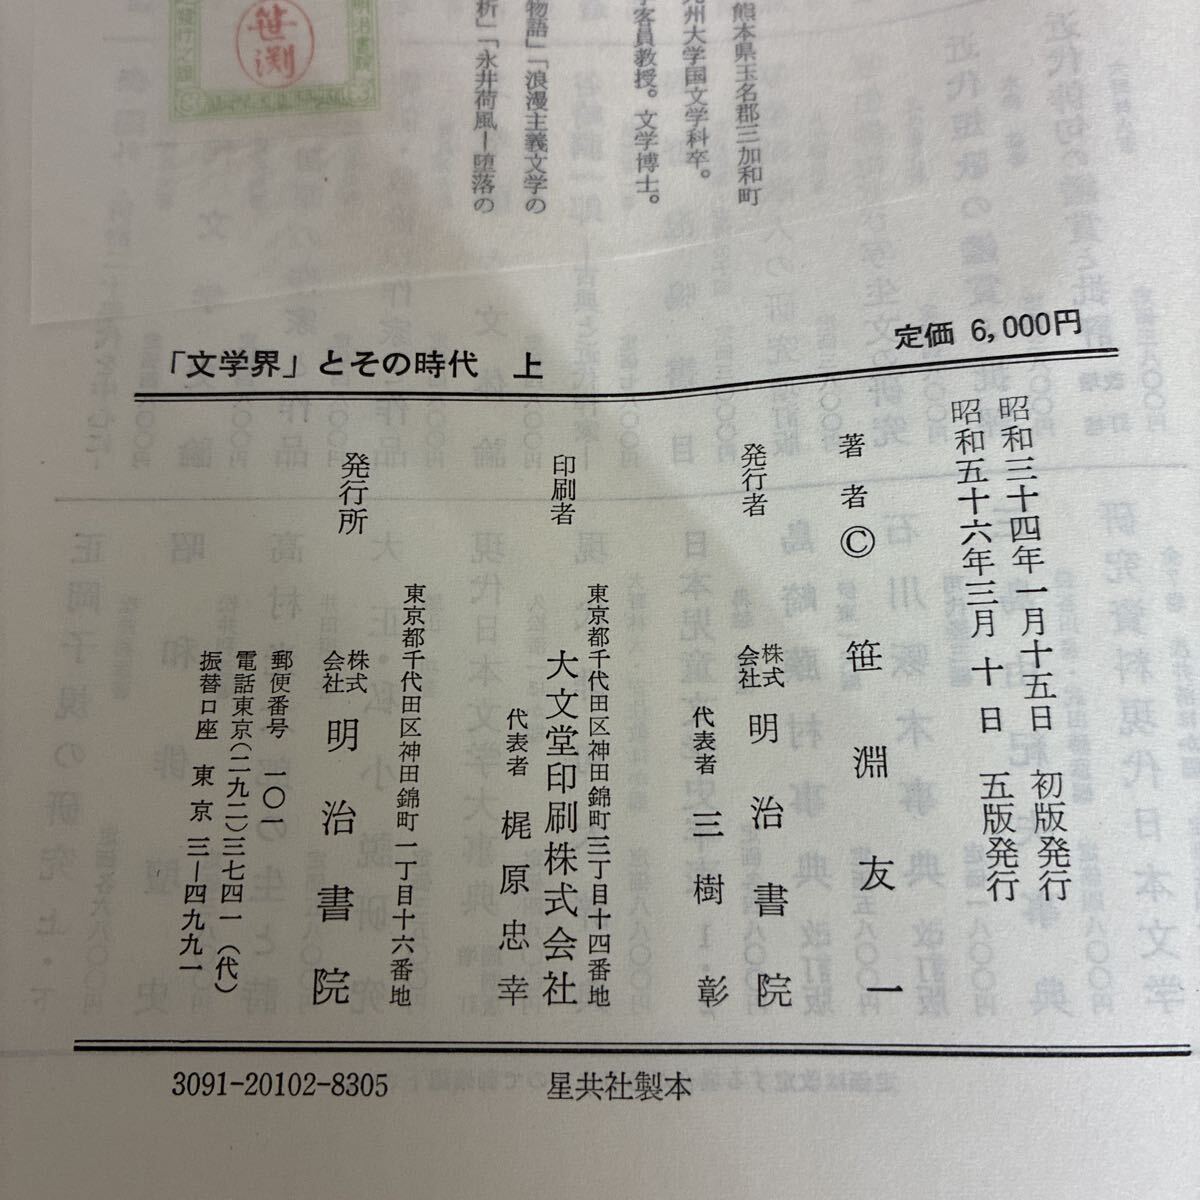 笹渕
熊本県玉名郡三加和町
九州大学国文学科卒。
客員教授。文学博士。
物語」「浪漫主義文学の
析」「永井荷風―堕落の
「文学界」とその時代　上
定価 6,000円
昭和三十四年一月十五日　初版発行
昭和五十六年三月十日　五版発行
著者 © 笹淵友一
発行者 株式会社 明治書院
代表者 三樹彰
印刷者 東京都千代田区神田錦町三丁目14番地
大文堂印刷株式会社
代表者 梶原忠幸
発行所 東京都千代田区神田錦町一丁目十六番地
株式会社 明治書院
郵便番号 一〇一
電話東京(二九二)三七四一(代)
振替口座 東京 三―四九九一
3091-20102-8305
星共社製本